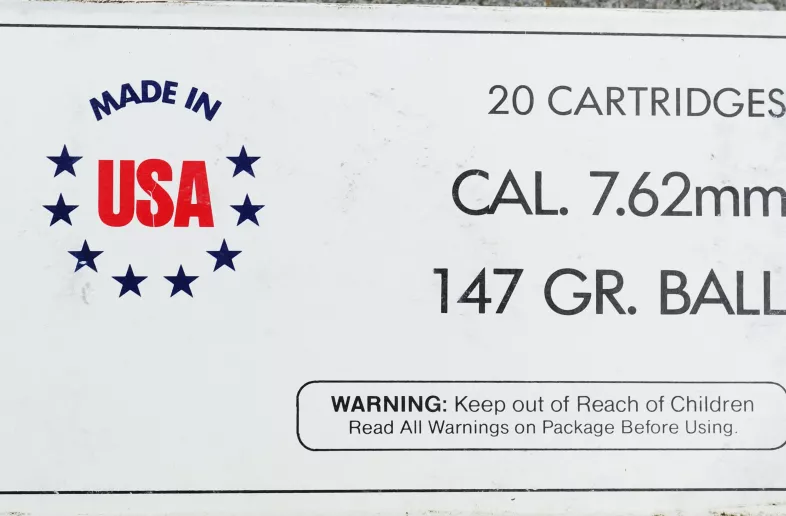 MADE IN
USA
20 CARTRIDGES
CAL. 7.62mm
147 GR. BALL
WARNING: Keep out of Reach of Children
Read All Warnings on Package Before Using.